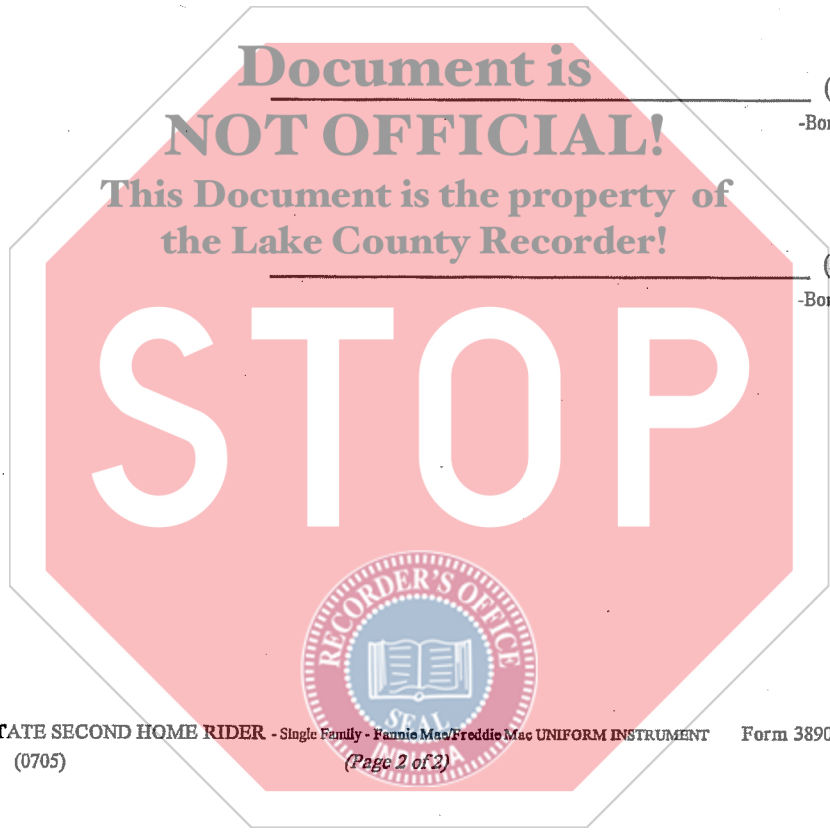 Document is
(
-Bor
NOT OFFICIAL!
This Document is the property of
the Lake County Recorder!
(
-Bor
STOP
RECORDER'S OFFICE
SEAL
INDIANA
TATE SECOND HOME RIDER - Single Family - Fannie Mae/Freddie Mac UNIFORM INSTRUMENT Form 3890
(0705) (Page 2 of 2)